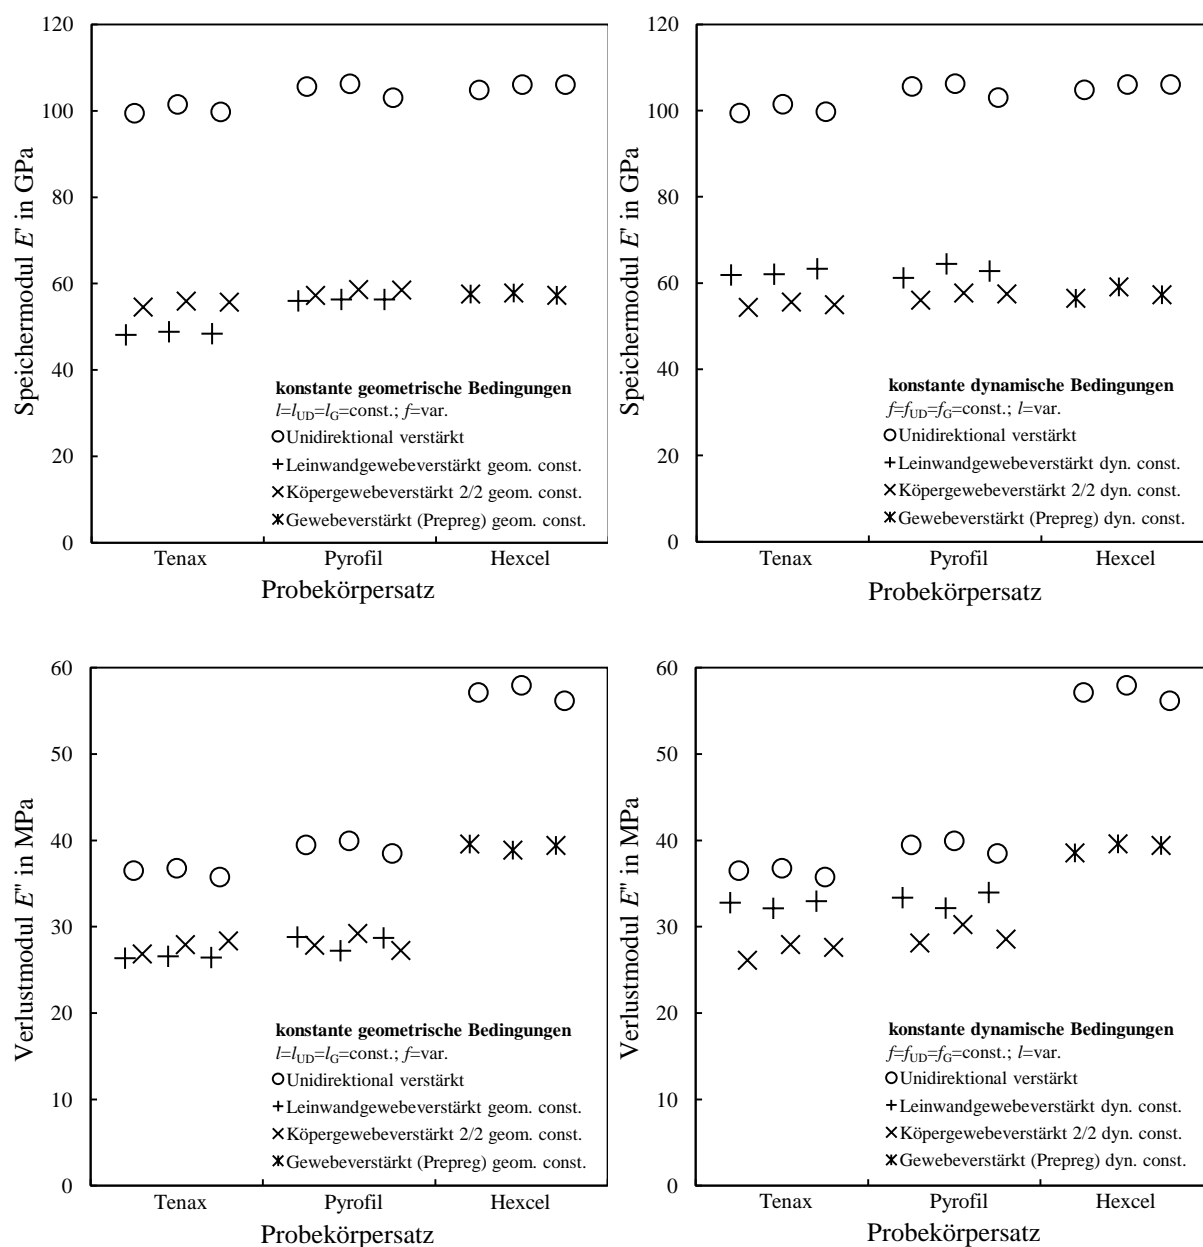 Speichermodul E' in GPa
120
100
80
60
40
20
0
konstante geometrische Bedingungen
l=lUD=lG=const.; f=var.
Unidirektional verstärkt
Leinwandgewebeverstärkt geom. const.
Köpergewebeverstärkt 2/2 geom. const.
Gewebeverstärkt (Prepreg) geom. const.
Tenax Pyrofil Hexcel
Probekörpersatz
Speichermodul E' in GPa
120
100
80
60
40
20
0
konstante dynamische Bedingungen
f=fUD=fG=const.; l=var.
Unidirektional verstärkt
Leinwandgewebeverstärkt dyn. const.
Köpergewebeverstärkt 2/2 dyn. const.
Gewebeverstärkt (Prepreg) dyn. const.
Tenax Pyrofil Hexcel
Probekörpersatz
Verlustmodul E'' in MPa
60
50
40
30
20
10
0
konstante geometrische Bedingungen
l=lUD=lG=const.; f=var.
Unidirektional verstärkt
Leinwandgewebeverstärkt geom. const.
Köpergewebeverstärkt 2/2 geom. const.
Gewebeverstärkt (Prepreg) geom. const.
Tenax Pyrofil Hexcel
Probekörpersatz
Verlustmodul E'' in MPa
60
50
40
30
20
10
0
konstante dynamische Bedingungen
f=fUD=fG=const.; l=var.
Unidirektional verstärkt
Leinwandgewebeverstärkt dyn. const.
Köpergewebeverstärkt 2/2 dyn. const.
Gewebeverstärkt (Prepreg) dyn. const.
Tenax Pyrofil Hexcel
Probekörpersatz